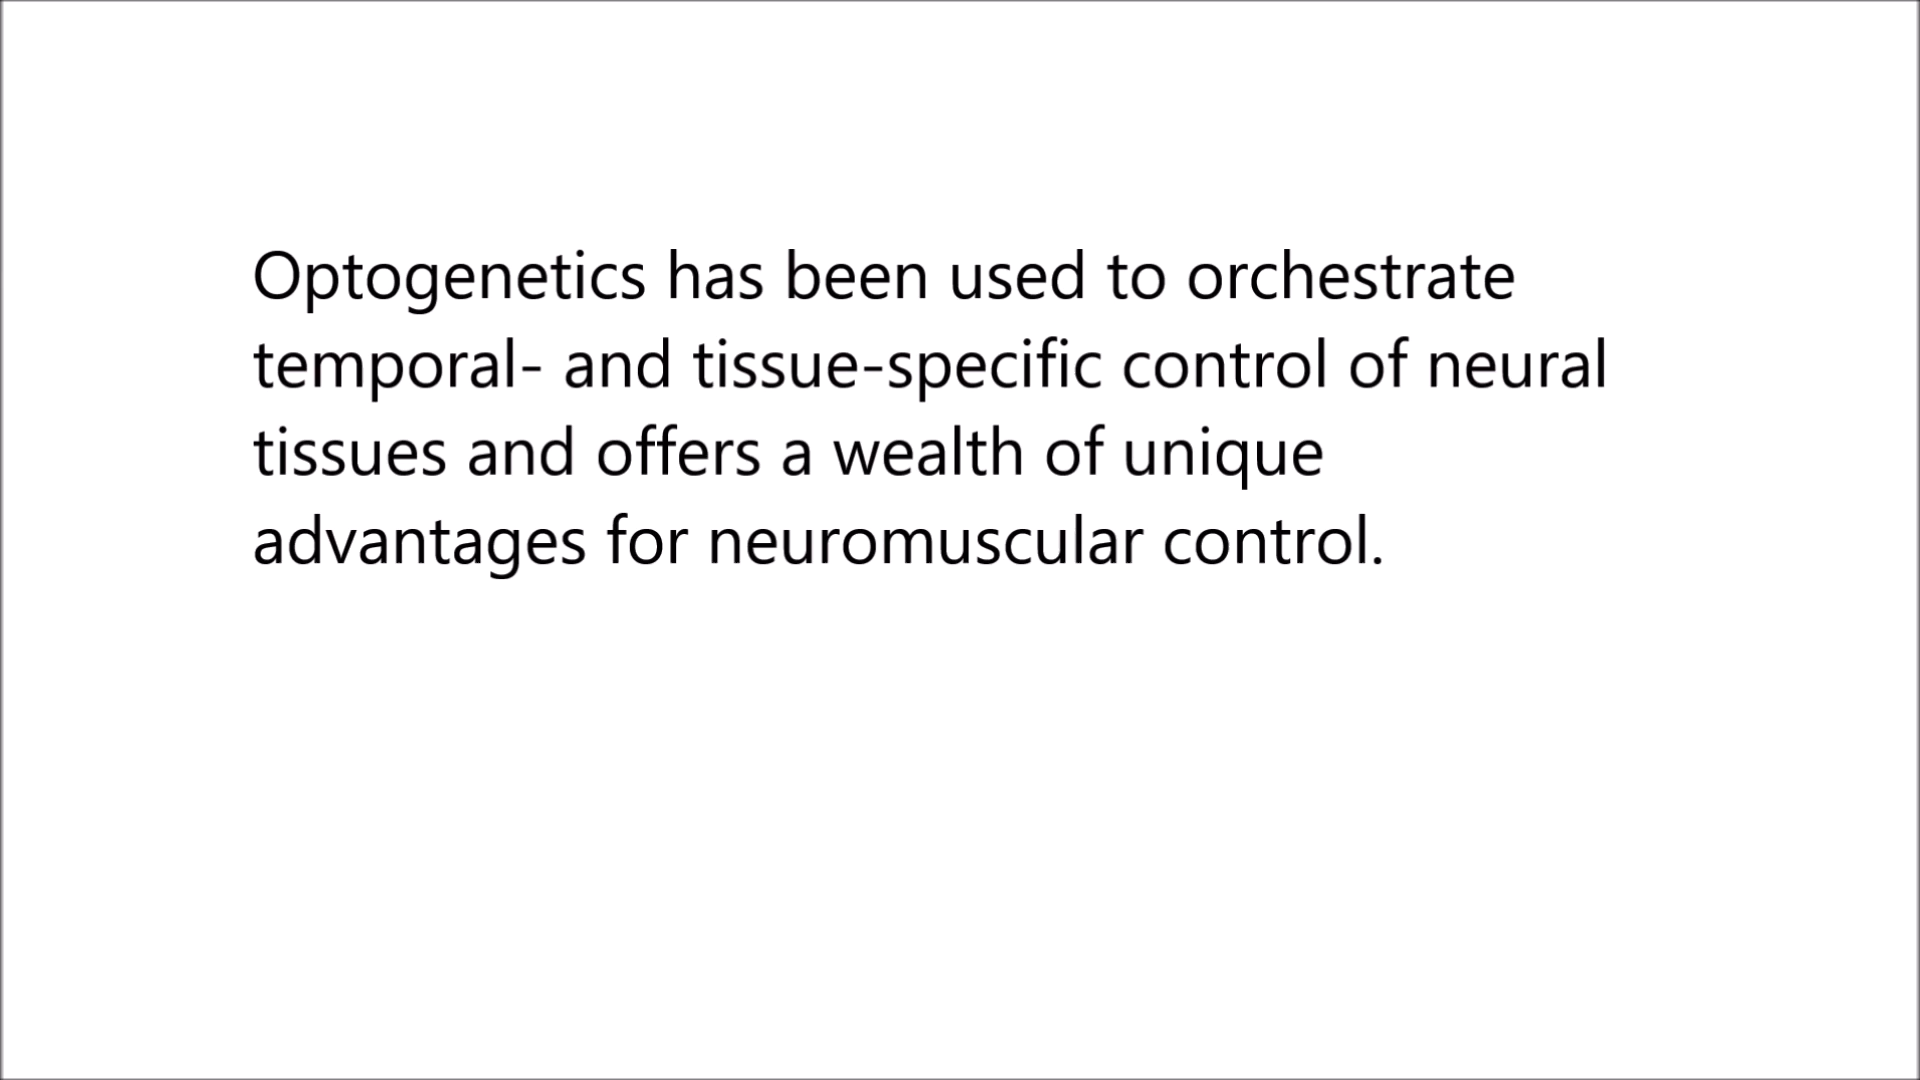 Optogenetics has been used to orchestrate
temporal- and tissue-specific control of neural
tissues and offers a wealth of unique
advantages for neuromuscular control.